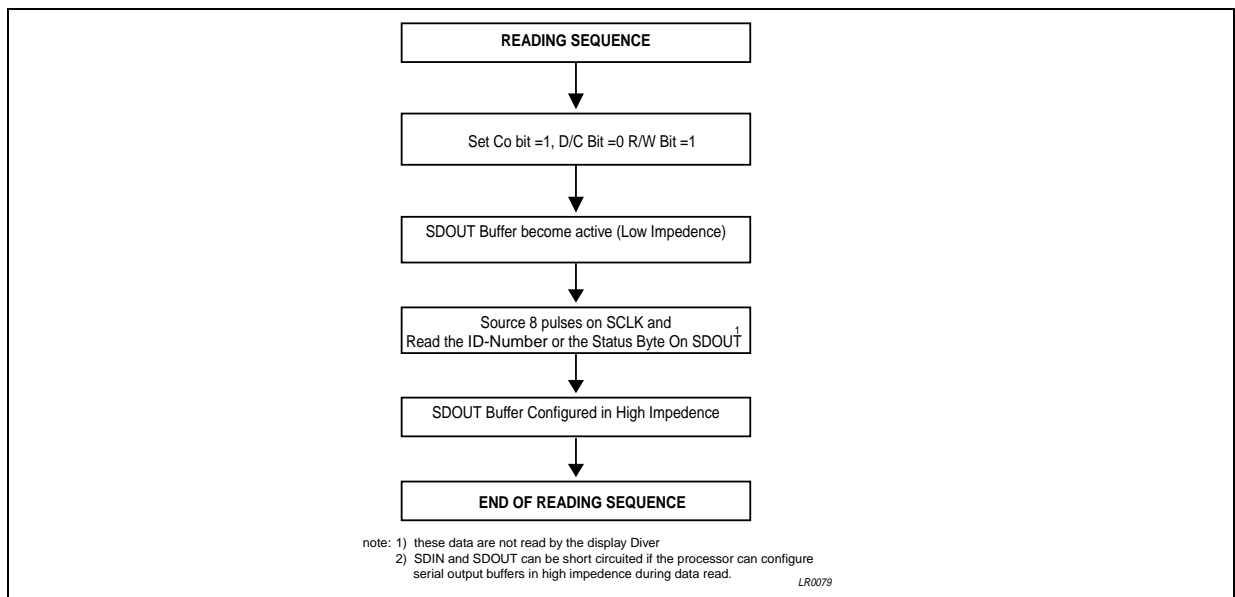 READING SEQUENCE
Set Co bit =1, D/C Bit =0 R/W Bit =1
SDOUT Buffer become active (Low Impedence)
Source 8 pulses on SCLK and
Read the ID-Number or the Status Byte On SDOUT 1
SDOUT Buffer Configured in High Impedence
END OF READING SEQUENCE
note: 1) these data are not read by the display Diver
2) SDIN and SDOUT can be short circuited if the processor can configure
serial output buffers in high impedence during data read.
LR0079